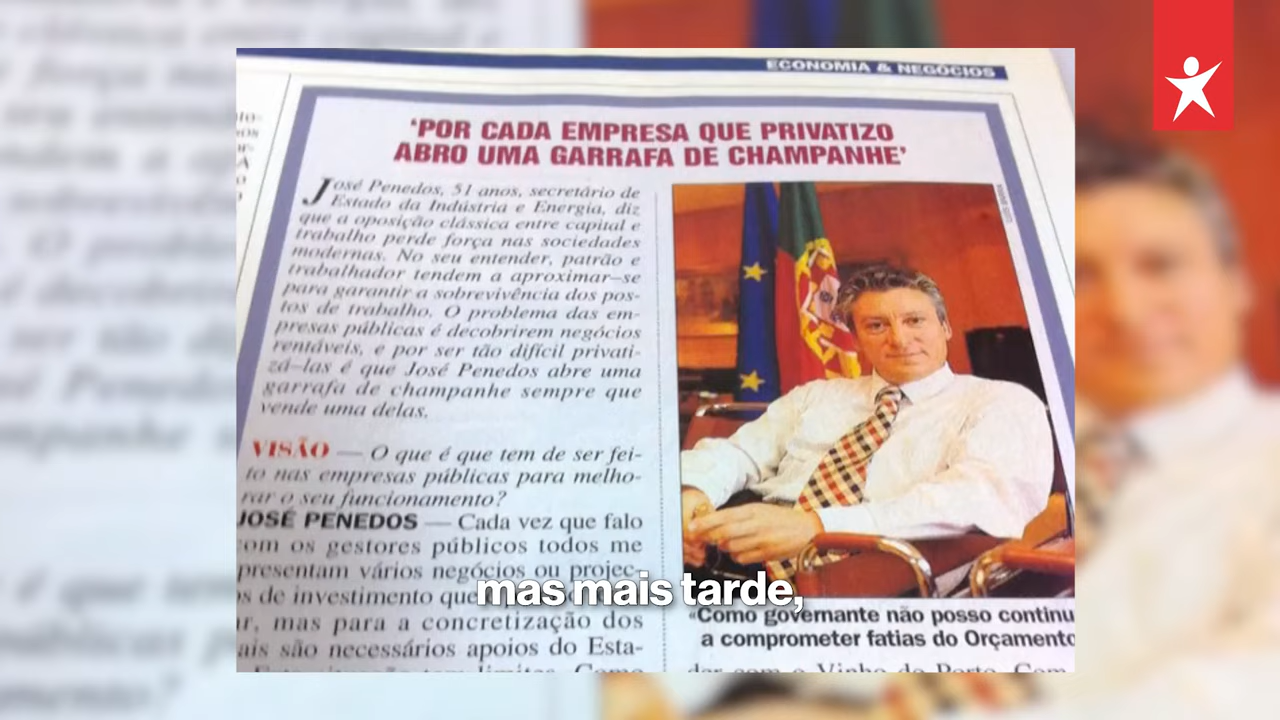 ECONOMIA & NEGÓCIOS
‘POR CADA EMPRESA QUE PRIVATIZO
ABRO UMA GARRAFA DE CHAMPANHE’
José Penedos, 51 anos, secretário de
Estado da Indústria e Energia, diz
que a oposição clássica entre capital e
trabalho perde força nas sociedades
modernas. No seu entender, patrão e
trabalhador tendem a aproximar-se
para garantir a sobrevivência dos pos-
tos de trabalho. O problema das em-
presas públicas é decobrirem negócios
rentáveis, e por ser tão difícil privati-
zá-las é que José Penedos abre uma
garrafa de champanhe sempre que
vende uma delas.
VISÃO — O que é que tem de ser fei-
to nas empresas públicas para melho-
rar o seu funcionamento?
JOSÉ PENEDOS — Cada vez que falo
com os gestores públicos todos me
presentam vários negócios ou projec-
s de investimento que
mas mais tarde,
r, mas para a concretização dos
ais são necessários apoios do Esta-
«Como governante não posso continu
a comprometer fatias do Orçamento